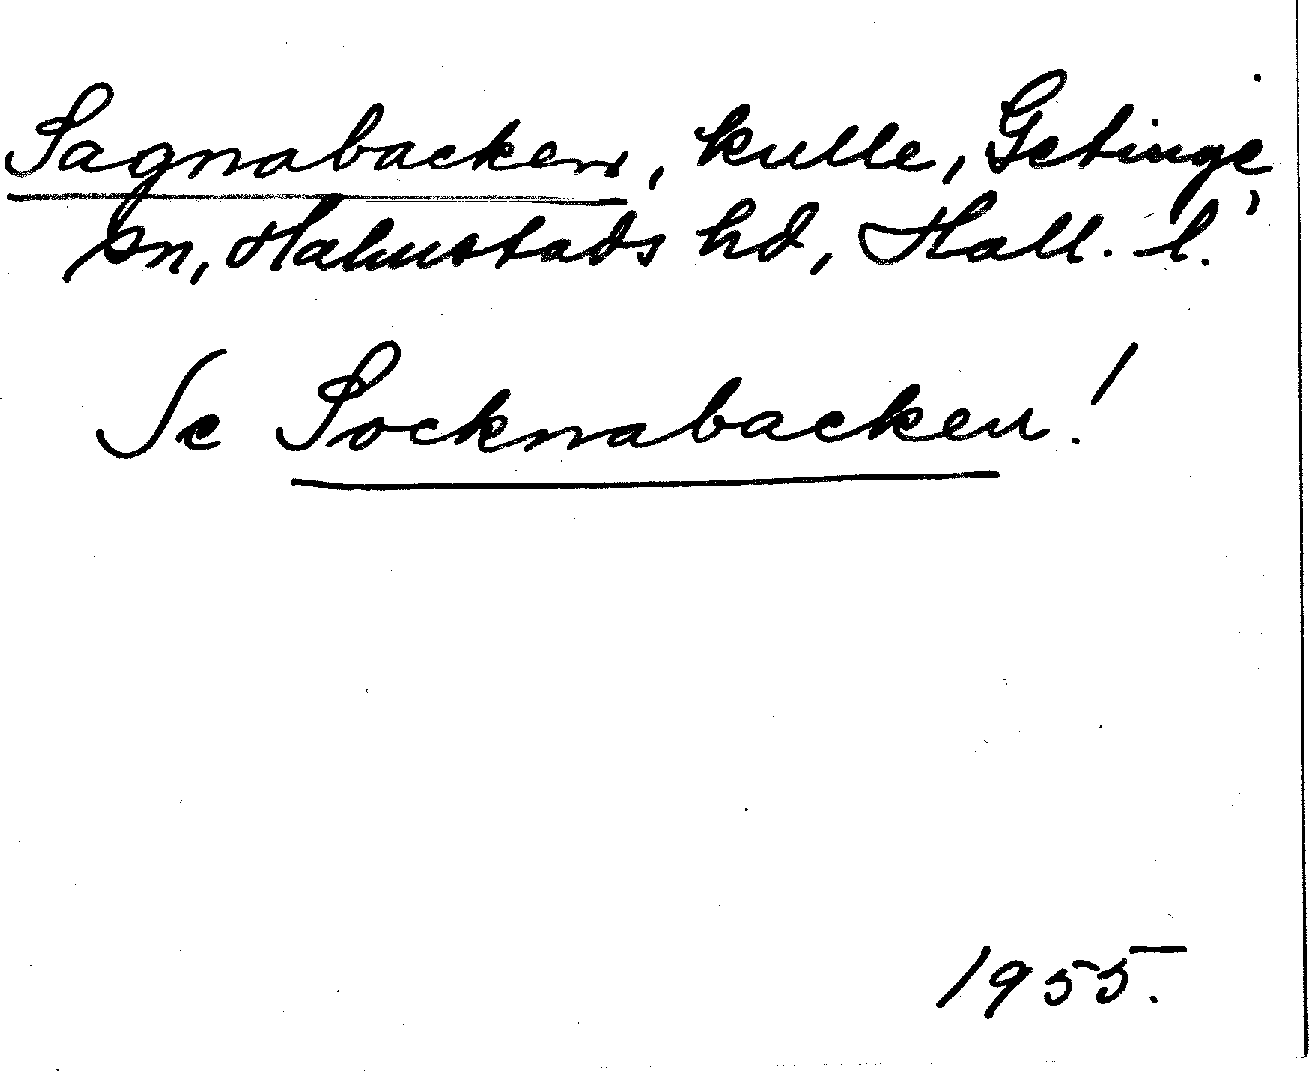 Sagnabacken, kulle, Getinge
sn, Halmstads hd, Hall. l.
Se Socknabacken!
1955.